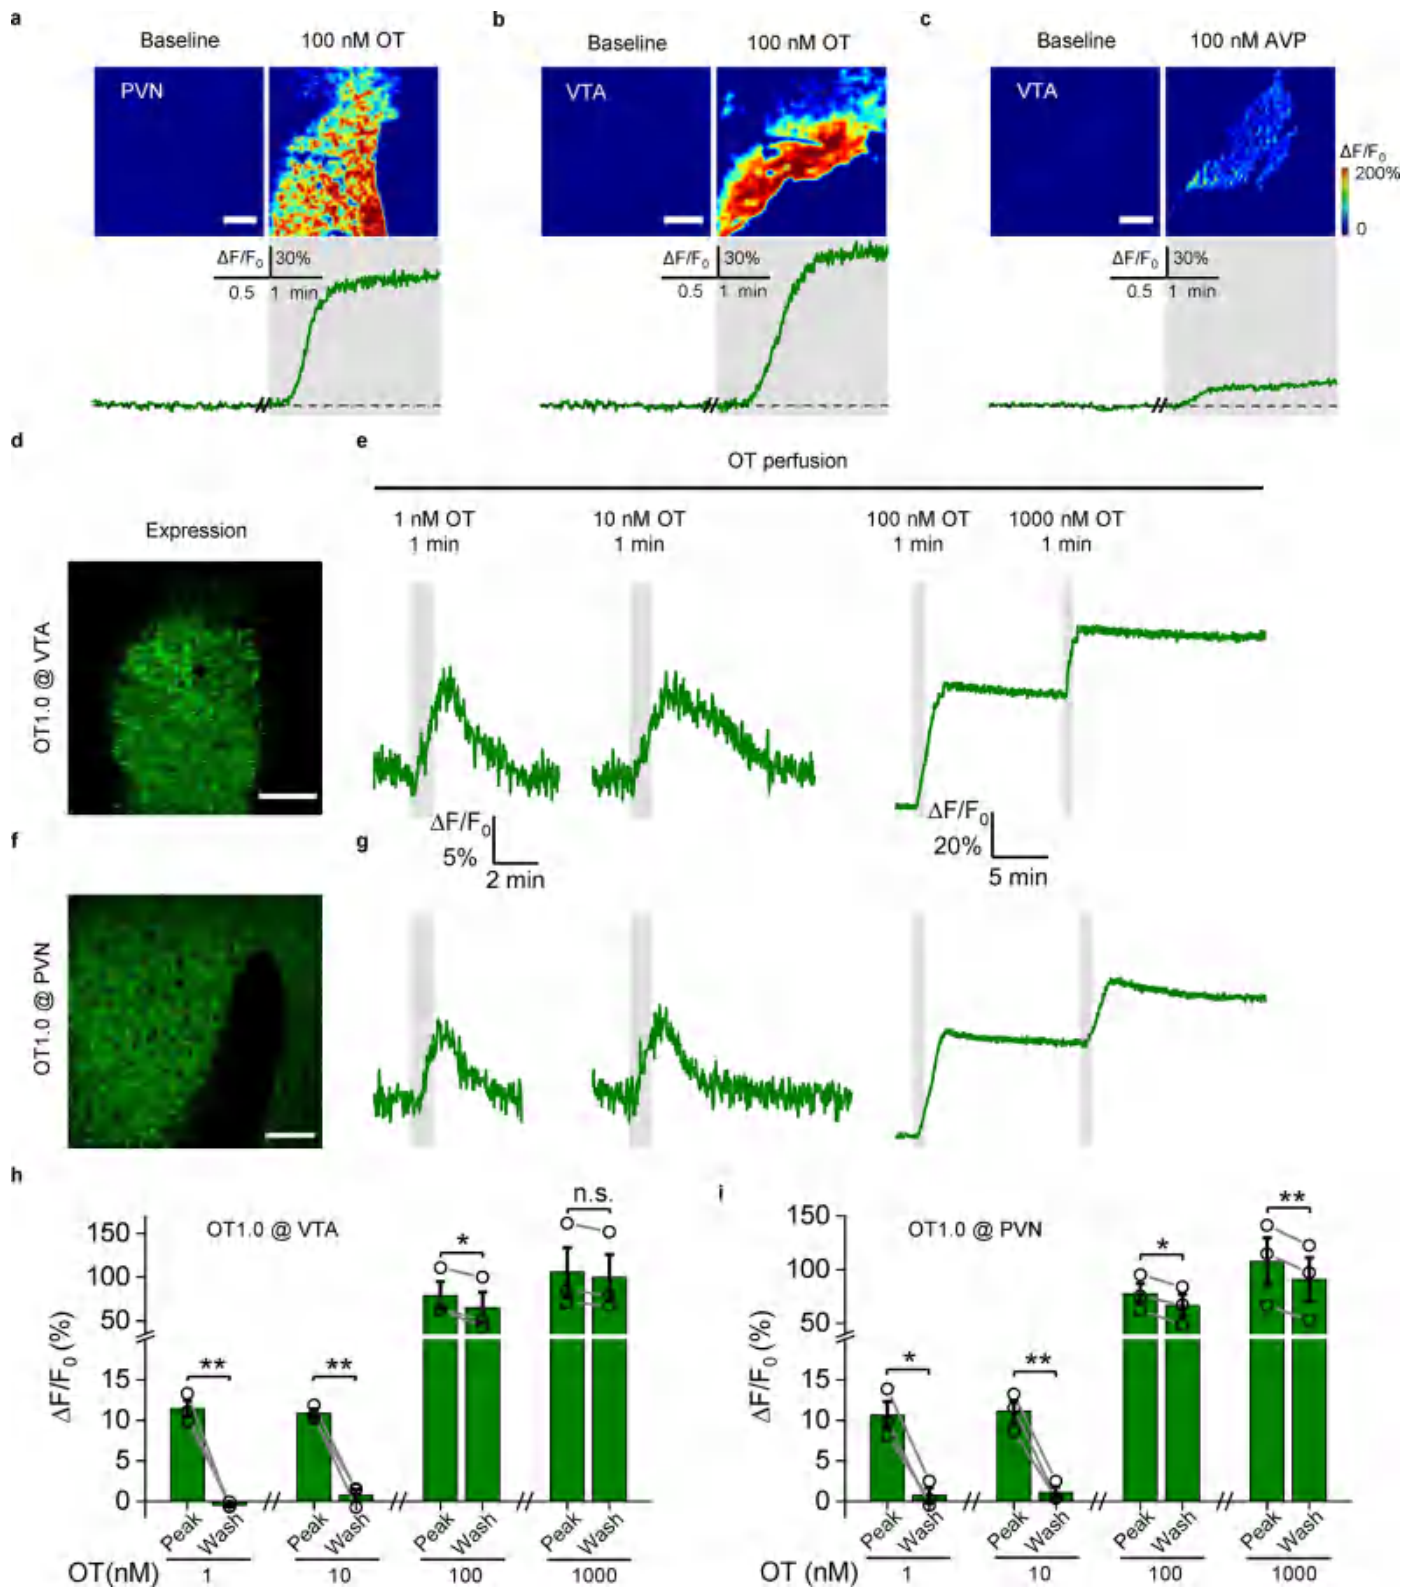 a
Baseline
100 nM OT
PVN
ΔF/F0
30%
0.5
1 min
b
Baseline
100 nM OT
VTA
ΔF/F0
30%
0.5
1 min
c
Baseline
100 nM AVP
VTA
ΔF/F0
200%
0
ΔF/F0
30%
0.5
1 min
d
Expression
OT1.0 @ VTA
e
OT perfusion
1 nM OT
1 min
10 nM OT
1 min
100 nM OT
1 min
1000 nM OT
1 min
ΔF/F0
5%
2 min
ΔF/F0
20%
5 min
f
OT1.0 @ PVN
g
h
OT1.0 @ VTA
ΔF/F0 (%)
150
100
50
15
10
5
0
**
**
*
n.s.
Peak Wash Peak Wash Peak Wash Peak Wash
OT(nM) 1 10 100 1000
i
OT1.0 @ PVN
ΔF/F0 (%)
150
100
50
15
10
5
0
*
**
*
**
Peak Wash Peak Wash Peak Wash Peak Wash
OT (nM) 1 10 100 1000